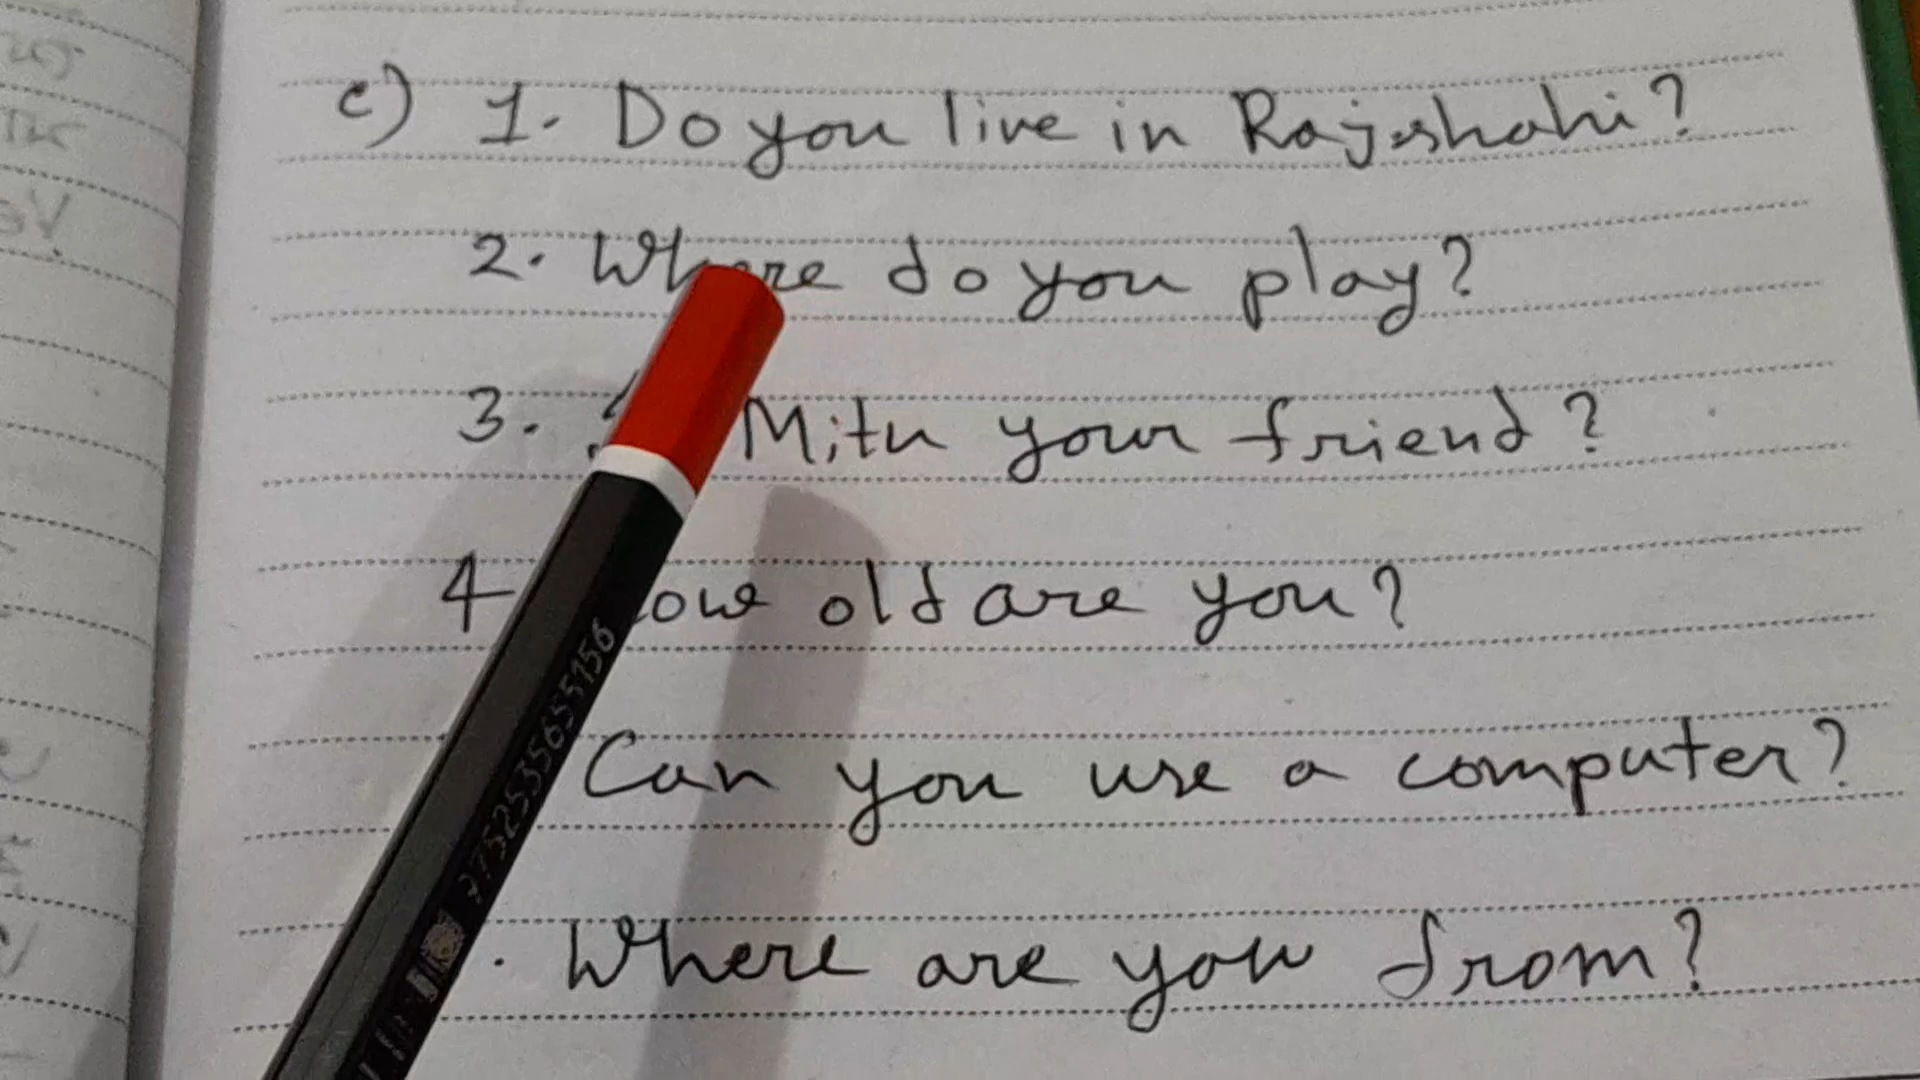 c) 1. Do you live in Rajshahi?
2. Where do you play?
3. Mitu your friend?
4 old are you?
Can you use a computer?
. Where are you from?